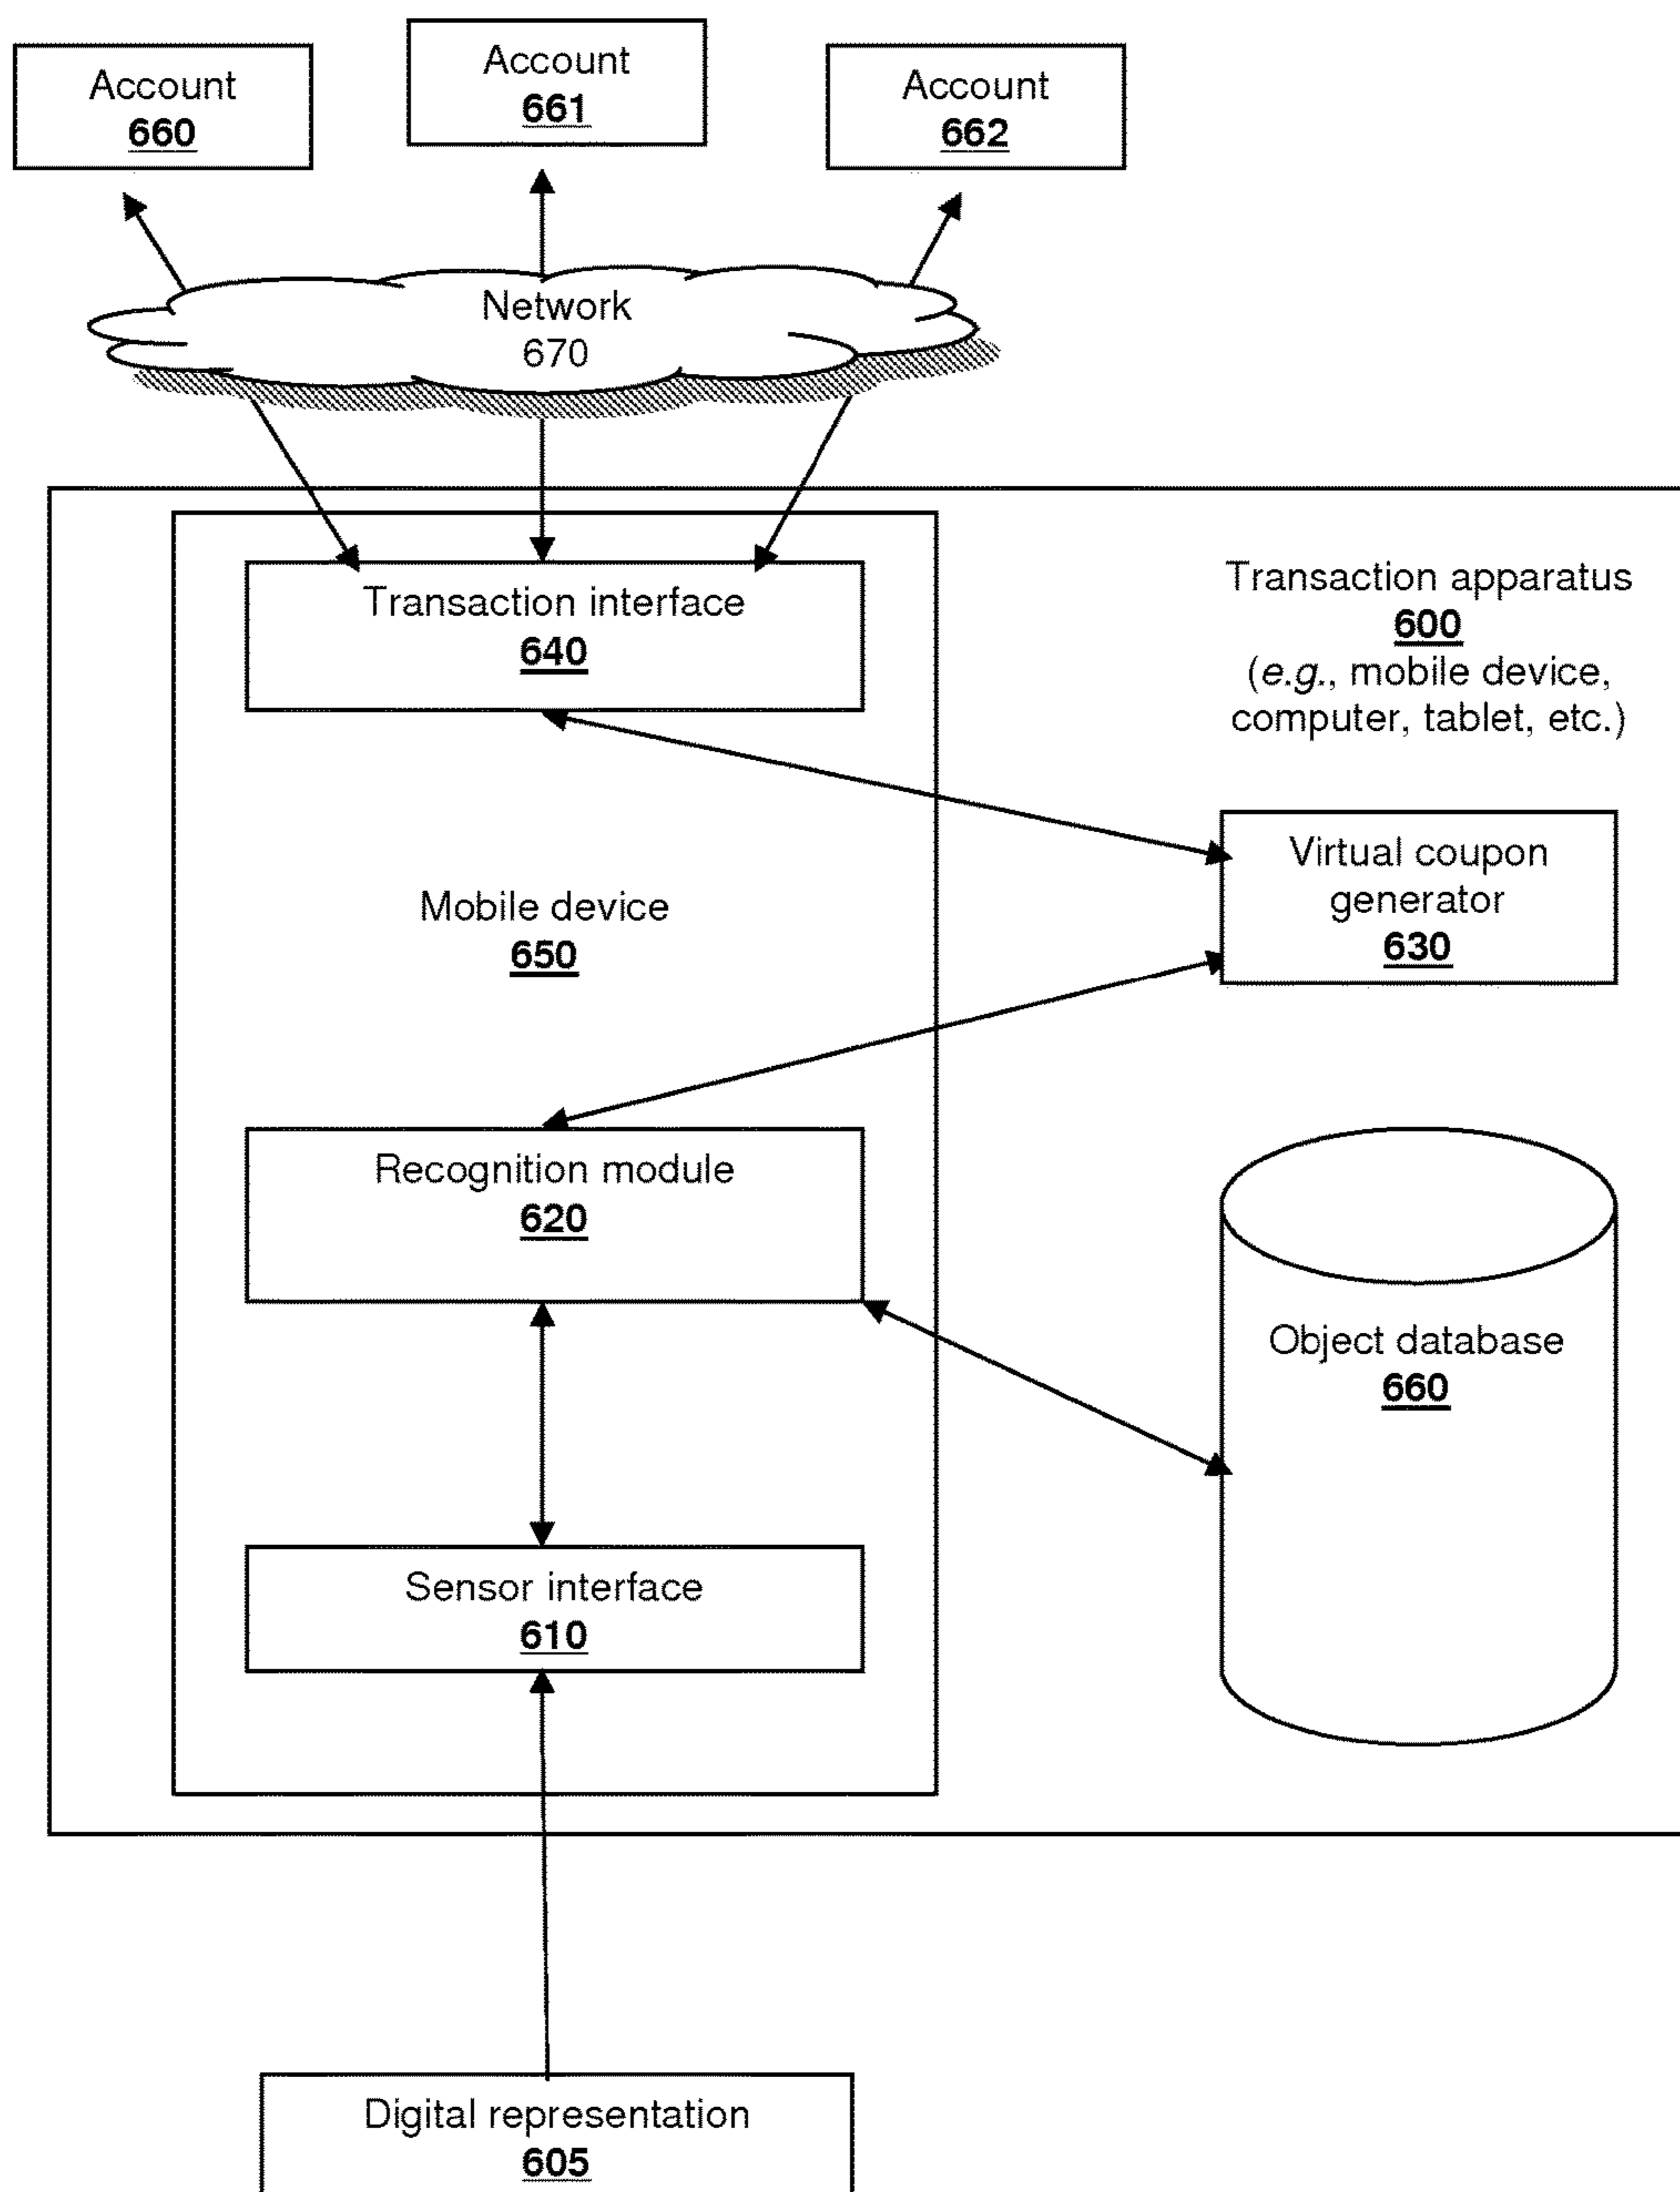 Account
660
Account
661
Account
662
Network
670
Transaction interface
640
Transaction apparatus
600
(e.g., mobile device,
computer, tablet, etc.)
Mobile device
650
Virtual coupon
generator
630
Recognition module
620
Object database
660
Sensor interface
610
Digital representation
605